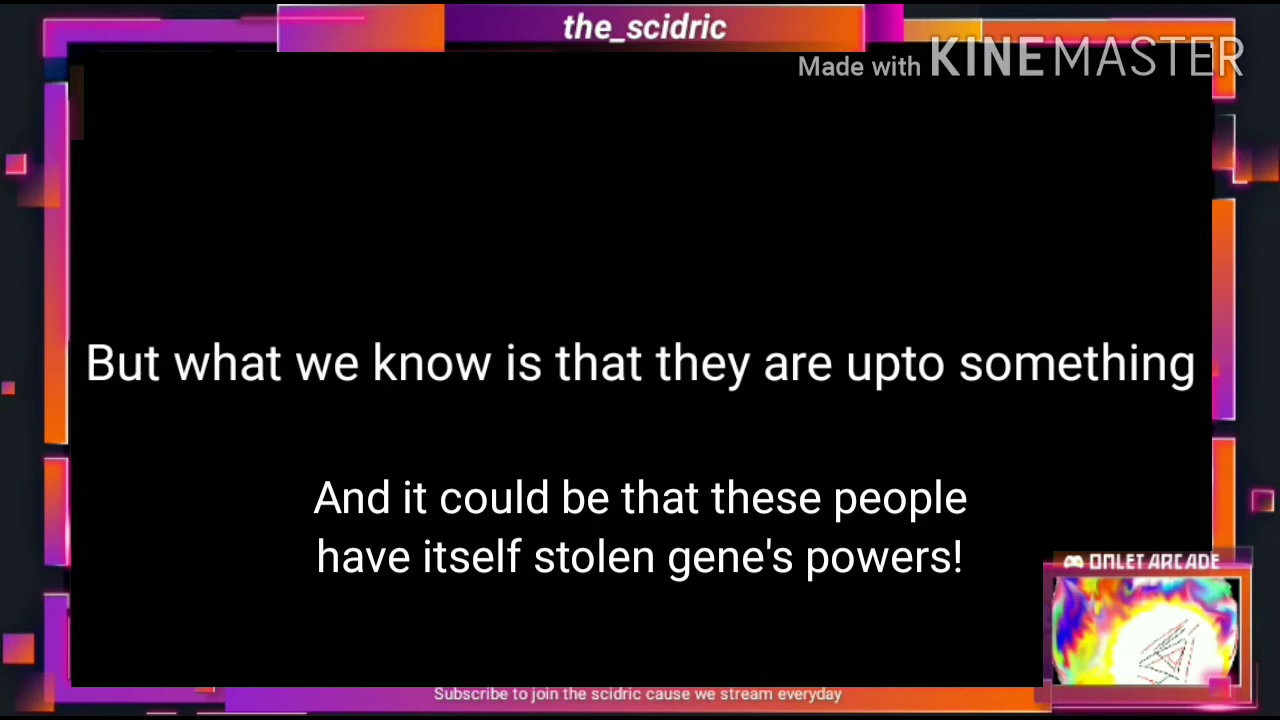 the_scidric
Made with KINEMASTER
But what we know is that they are upto something
And it could be that these people
have itself stolen gene's powers!
OMLET ARCADE
Subscribe to join the scidric cause we stream everyday